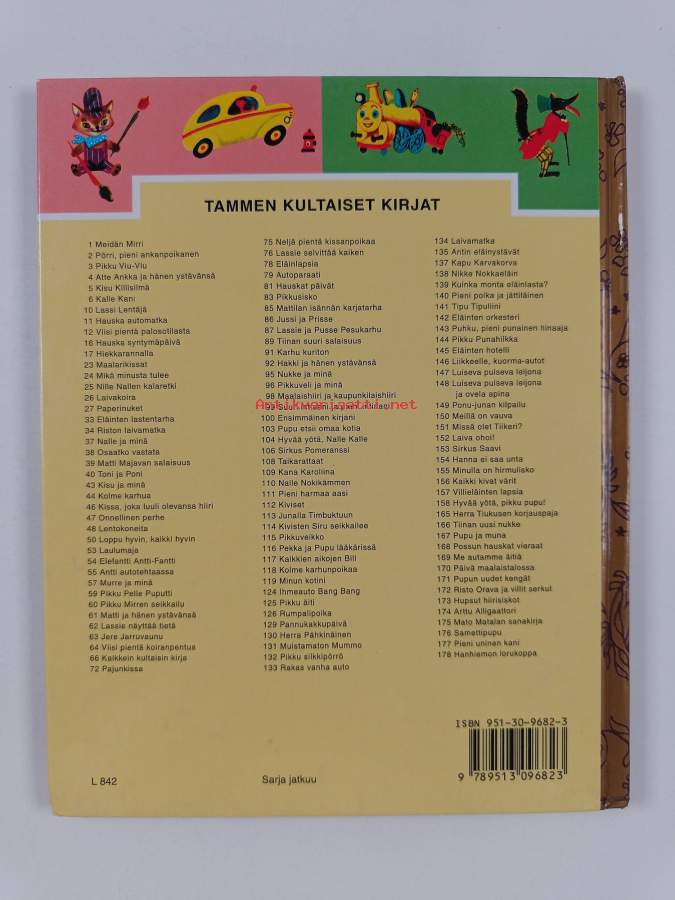 TAMMEN KULTAISET KIRJAT
1 Meidän Mirri
2 Pörri, pieni ankanpoikanen
3 Pikku Viu-Viu
4 Atte Ankka ja hänen ystävänsä
5 Kisu Kiilisilmä
6 Kalle Kani
10 Lassi Lentäjä
11 Hauska automatka
12 Viisi pientä palosotilasta
16 Hauska syntymäpäivä
17 Hiekkarannalla
23 Maalarikissat
24 Mikä minusta tulee
25 Nille Nallen kalaretki
26 Laivakoira
27 Paperinuket
33 Eläinten lastentarha
34 Riston laivamatka
37 Nalle ja minä
38 Osaatko vastata
39 Matti Majavan salaisuus
40 Toni ja Poni
43 Kisu ja minä
44 Kolme karhua
46 Kissa, joka luuli olevansa hiiri
47 Onnellinen perhe
48 Lentokoneita
50 Loppu hyvin, kaikki hyvin
53 Laulumaja
54 Elefantti Antti-Fantti
55 Antti autotehtaassa
57 Murre ja minä
59 Pikku Pelle Puputti
60 Pikku Mirren seikkailu
61 Matti ja hänen ystävänsä
62 Lassie näyttää tietä
63 Jere Jarruvaunu
64 Viisi pientä koiranpentua
66 Kaikkein kultaisin kirja
72 Pajunkissa
75 Neljä pientä kissanpoikaa
76 Lassie selvittää kaiken
78 Eläinlapsia
79 Autoparaati
81 Hauskat päivät
83 Pikkusisko
85 Mattilan isännän karjatarha
86 Jussi ja Prisse
87 Lassie ja Pusse Pesukarhu
89 Tiinan suuri salaisuus
91 Karhu kuriton
92 Hakki ja hänen ystävänsä
95 Nukke ja minä
96 Pikkuveli ja minä
98 Maalaishiiri ja kaupunkilaishiiri
Antikvariaatti.net
100 Ensimmäinen kirjani
103 Pupu etsii omaa kotia
104 Hyvää yötä, Nalle Kalle
106 Sirkus Pomeranssi
108 Taikarattaat
109 Kana Karoliina
110 Nalle Nokikämmen
111 Pieni harmaa aasi
112 Kiviset
113 Junalla Timbuktuun
114 Kivisten Siru seikkailee
115 Pikkuveikko
116 Pekka ja Pupu lääkärissä
117 Kaikkien aikojen Bill
118 Kolme karhunpoikaa
119 Minun kotini
124 Ihmeauto Bang Bang
125 Pikku äiti
126 Rumpalipoika
129 Pannukakkupäivä
130 Herra Pähkinäinen
131 Muistamaton Mummo
132 Pikku silkkipörrö
133 Rakas vanha auto
134 Laivamatka
135 Antin eläinystävät
137 Kapu Karvakorva
138 Nikke Nokkaeläin
139 Kuinka monta eläinlasta?
140 Pieni poika ja jättiläinen
141 Tipu Tipuliini
142 Eläinten orkesteri
143 Puhku, pieni punainen hinaaja
144 Pikku Punahilkka
145 Eläinten hotelli
146 Liikkeelle, kuorma-autot
147 Luiseva puiseva leijona
148 Luiseva puiseva leijona
ja ovela apina
149 Ponu-junan kilpailu
150 Meillä on vauva
151 Missä olet Tiikeri?
152 Laiva ohoi!
153 Sirkus Saavi
154 Hanna ei saa unta
155 Minulla on hirmulisko
156 Kaikki kivat värit
157 Villieläinten lapsia
158 Hyvää yötä, pikku pupu!
165 Herra Tiukusen korjauspaja
166 Tiinan uusi nukke
167 Pupu ja muna
168 Possun hauskat vieraat
169 Me autamme äitiä
170 Päivä maalaistalossa
171 Pupun uudet kengät
172 Risto Orava ja villit serkut
173 Hupsut hiirisiskot
174 Arttu Alligaattori
175 Mato Matalan sanakirja
176 Samettipupu
177 Pieni uninen kani
178 Hanhiemon lorukoppa
ISBN 951-30-9682-3
9 789513 096823
L 842
Sarja jatkuu